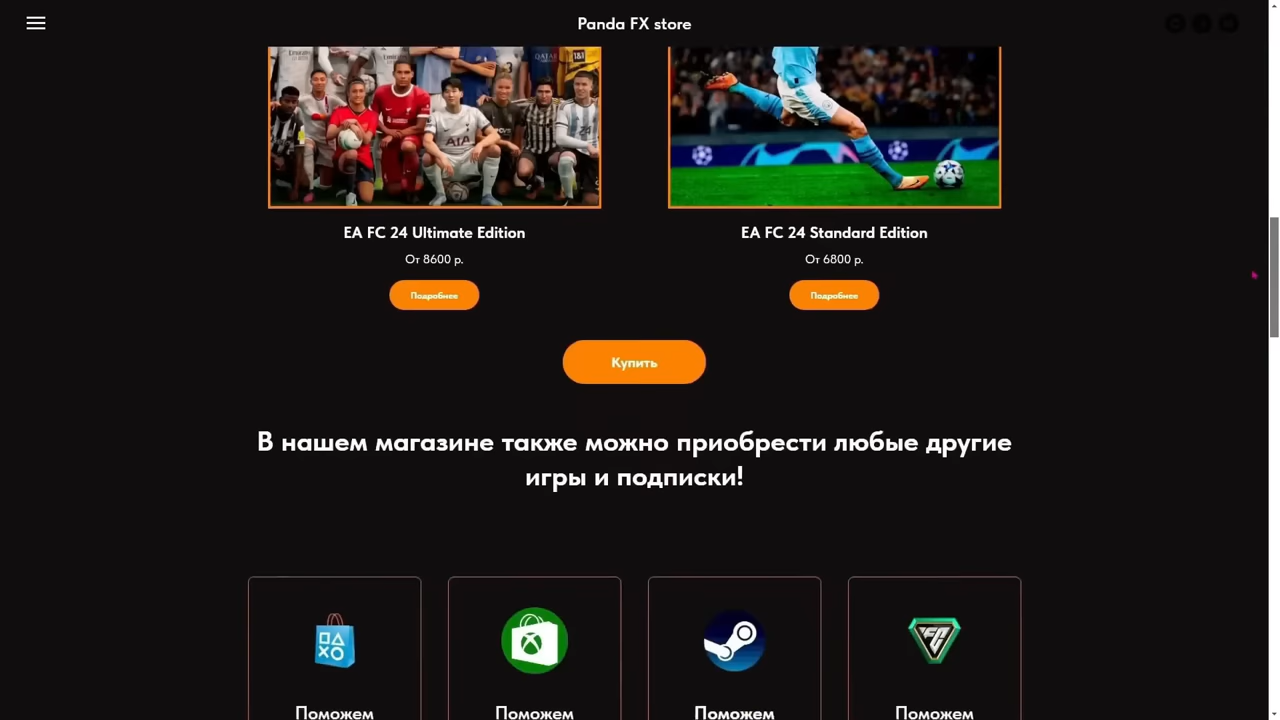 Panda FX store
EA FC 24 Ultimate Edition
От 8600 р.
Подробнее
EA FC 24 Standard Edition
От 6800 р.
Подробнее
Купить
В нашем магазине также можно приобрести любые другие
игры и подписки!
Поможем
Поможем
Поможем
Поможем